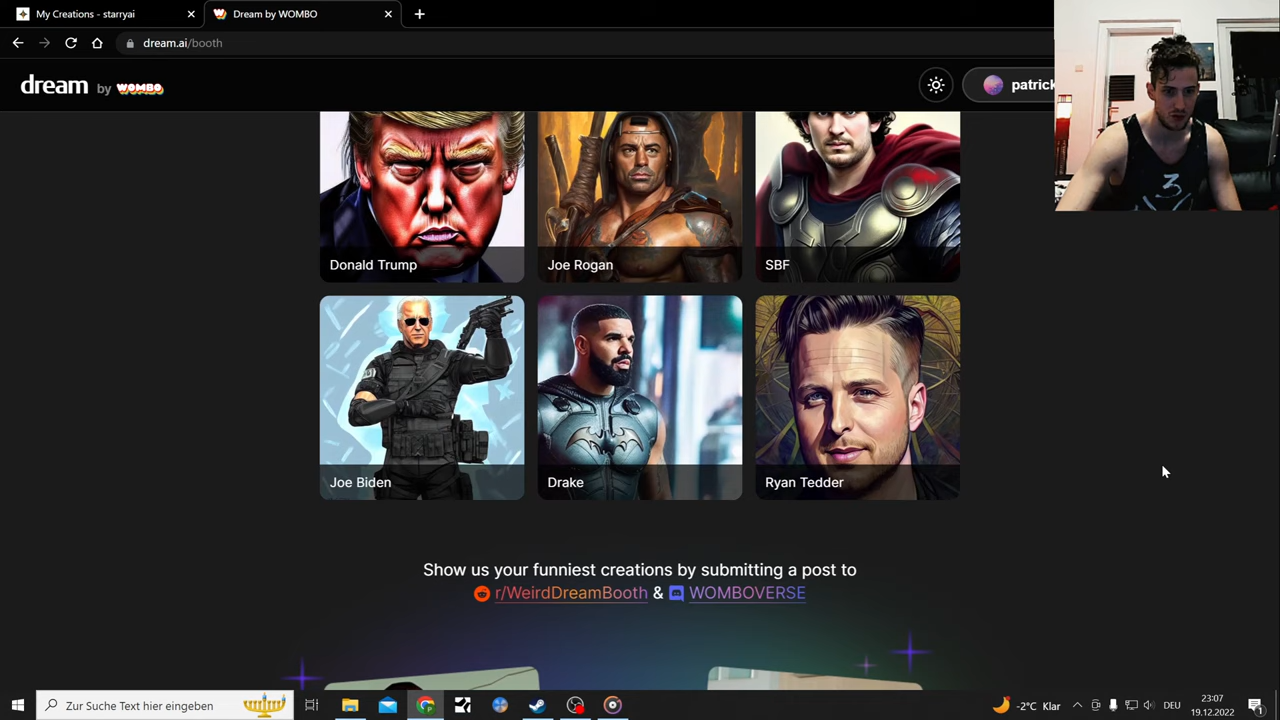 My Creations - starryai
Dream by WOMBO
dream.ai/booth
dream by WOMBO
patrick
Donald Trump
Joe Rogan
SBF
Joe Biden
Drake
Ryan Tedder
Show us your funniest creations by submitting a post to
r/WeirdDreamBooth & WOMBOVERSE
Zur Suche Text hier eingeben
-2°C Klar
DEU
23:07
19.12.2022
1
3